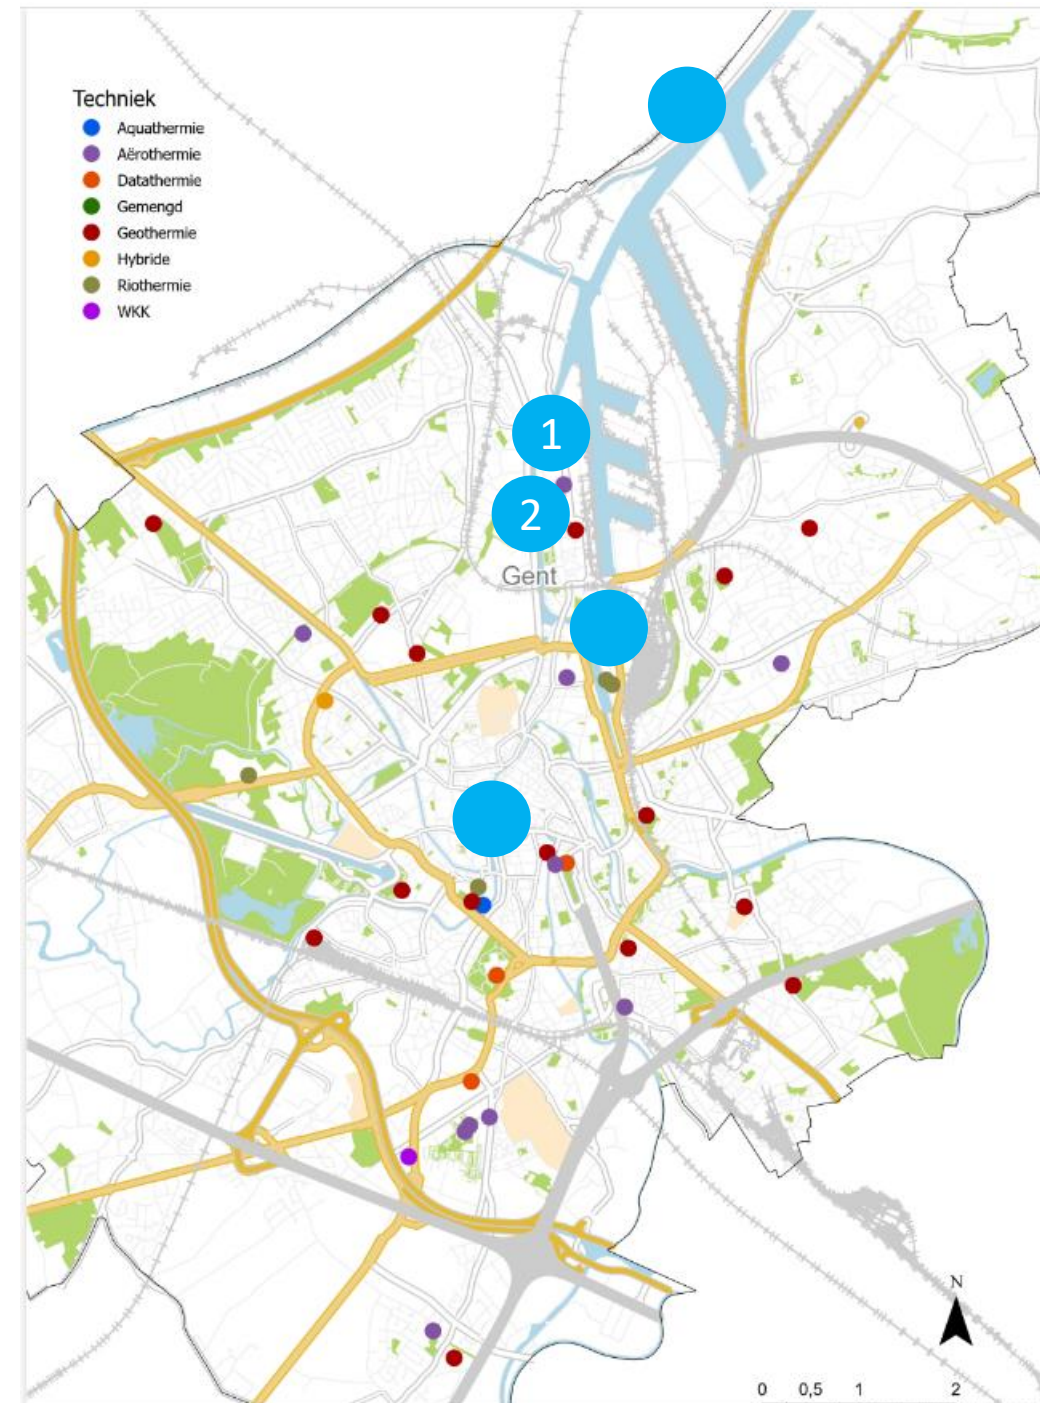 Techniek
Aquathermie
Aërothermie
Datathermie
Gemengd
Geothermie
Hybride
Riothermie
WKK
1
2
Gent
N
0 0,5 1 2